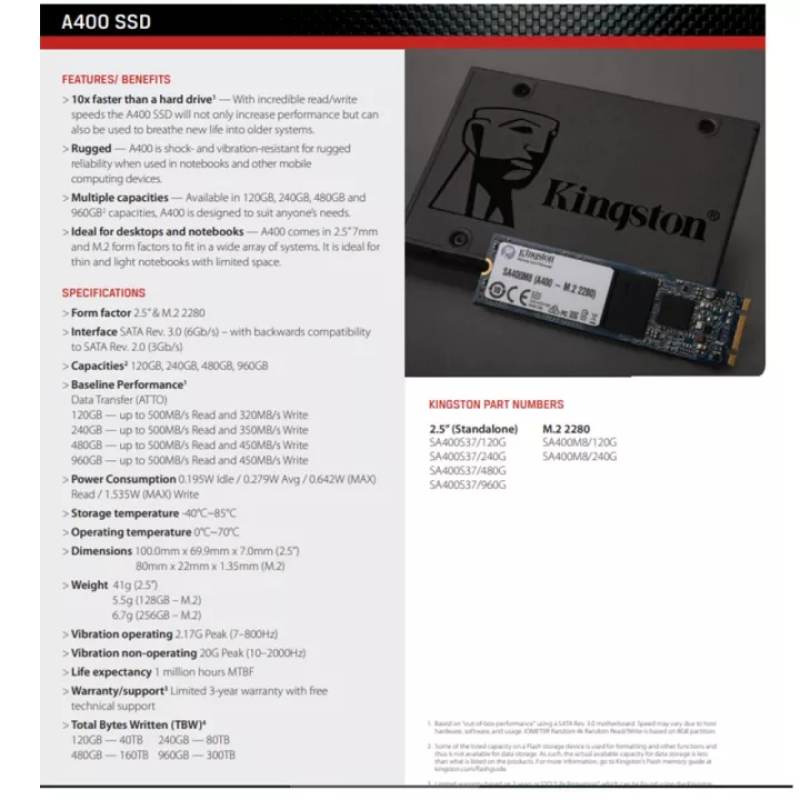 A400 SSD
FEATURES/ BENEFITS
> 10x faster than a hard drive¹ — With incredible read/write
speeds the A400 SSD will not only increase performance but can
also be used to breathe new life into older systems.
> Rugged — A400 is shock- and vibration-resistant for rugged
reliability when used in notebooks and other mobile
computing devices.
> Multiple capacities — Available in 120GB, 240GB, 480GB and
960GB² capacities, A400 is designed to suit anyone's needs.
> Ideal for desktops and notebooks — A400 comes in 2.5" 7mm
and M.2 form factors to fit in a wide array of systems. It is ideal for
thin and light notebooks with limited space.
SPECIFICATIONS
> Form factor 2.5" & M.2 2280
> Interface SATA Rev. 3.0 (6Gb/s) – with backwards compatibility
to SATA Rev. 2.0 (3Gb/s)
> Capacities² 120GB, 240GB, 480GB, 960GB
> Baseline Performance¹
Data Transfer (ATTO)
120GB — up to 500MB/s Read and 320MB/s Write
240GB — up to 500MB/s Read and 350MB/s Write
480GB — up to 500MB/s Read and 450MB/s Write
960GB — up to 500MB/s Read and 450MB/s Write
> Power Consumption 0.195W Idle / 0.279W Avg / 0.642W (MAX)
Read / 1.535W (MAX) Write
> Storage temperature -40°C~85°C
> Operating temperature 0°C~70°C
> Dimensions 100.0mm x 69.9mm x 7.0mm (2.5")
80mm x 22mm x 1.35mm (M.2)
> Weight 41g (2.5")
5.5g (128GB – M.2)
6.7g (256GB – M.2)
> Vibration operating 2.17G Peak (7–800Hz)
> Vibration non-operating 20G Peak (10–2000Hz)
> Life expectancy 1 million hours MTBF
> Warranty/support³ Limited 3-year warranty with free
technical support
> Total Bytes Written (TBW)⁴
120GB — 40TB 240GB — 80TB
480GB — 160TB 960GB — 300TB
Kingston®
Kingston
SA400M8 (A400 – M.2 2280)
CE
KINGSTON PART NUMBERS
2.5" (Standalone)
SA400S37/120G
SA400S37/240G
SA400S37/480G
SA400S37/960G
M.2 2280
SA400M8/120G
SA400M8/240G
1. Based on "out-of-box performance" using a SATA Rev. 3.0 motherboard. Speed may vary due to host
hardware, software, and usage. IOMETER Random 4k Random Read/Write is based on 8GB partition.
2. Some of the listed capacity on a Flash storage device is used for formatting and other functions and
thus is not available for data storage. As such, the actual available capacity for data storage is less
than what is listed on the products. For more information, go to Kingston's Flash memory guide at
kingston.com/flashguide.